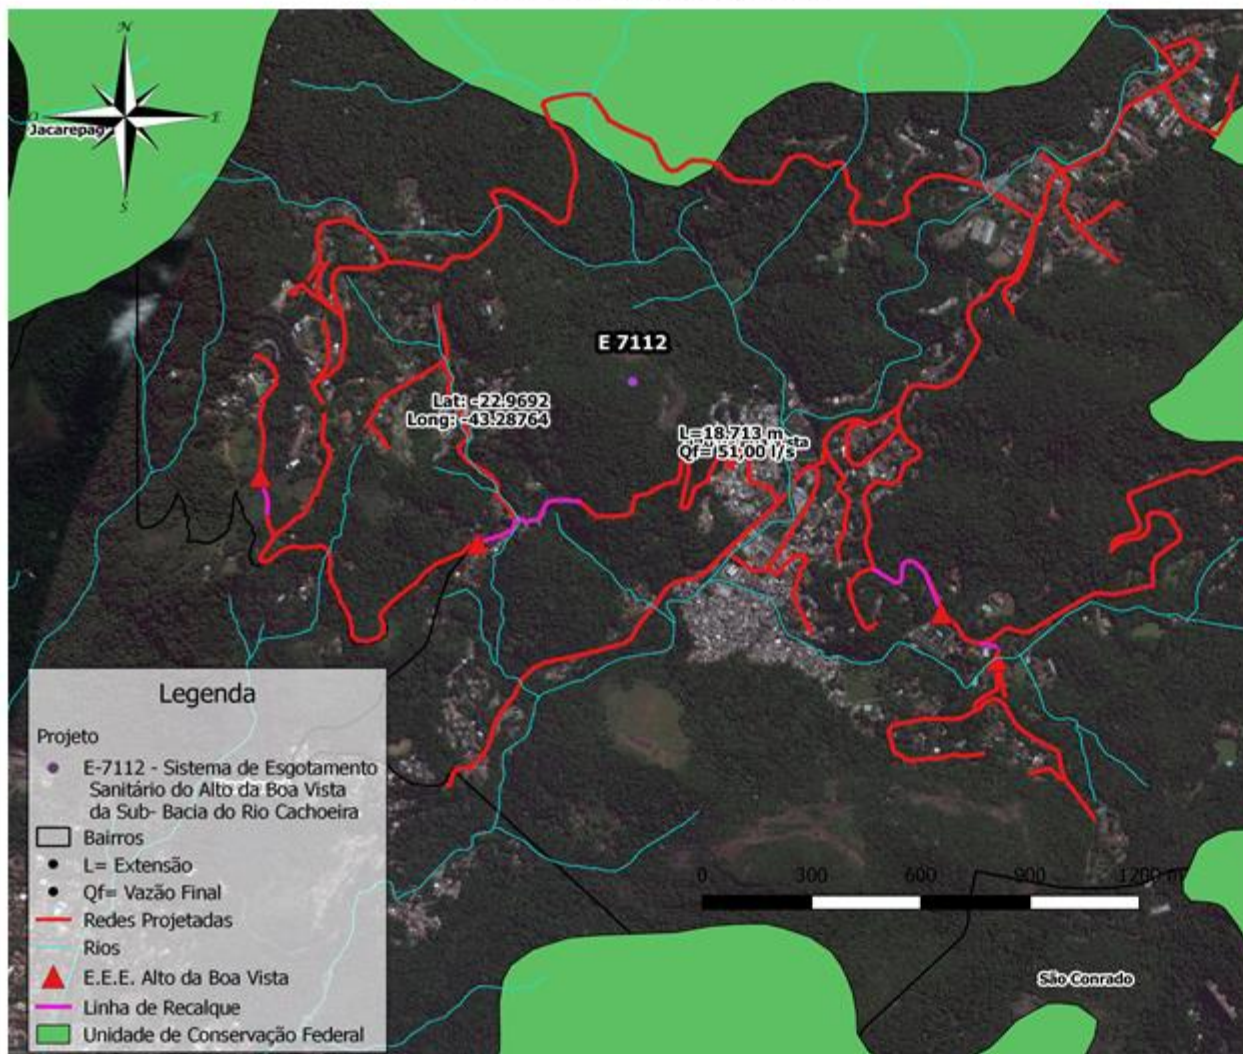 N
O
E
Jacarepag
S
E 7112
Lat: -22.9692
Long: -43.28764
L=18.713 m
sta
Qf= 51,00 l/s
Legenda
Projeto
E-7112 - Sistema de Esgotamento
Sanitário do Alto da Boa Vista
da Sub- Bacia do Rio Cachoeira
Bairros
L= Extensão
Qf= Vazão Final
Redes Projetadas
Rios
E.E.E. Alto da Boa Vista
Linha de Recalque
Unidade de Conservação Federal
0 300 600 900 1200 m
São Conrado